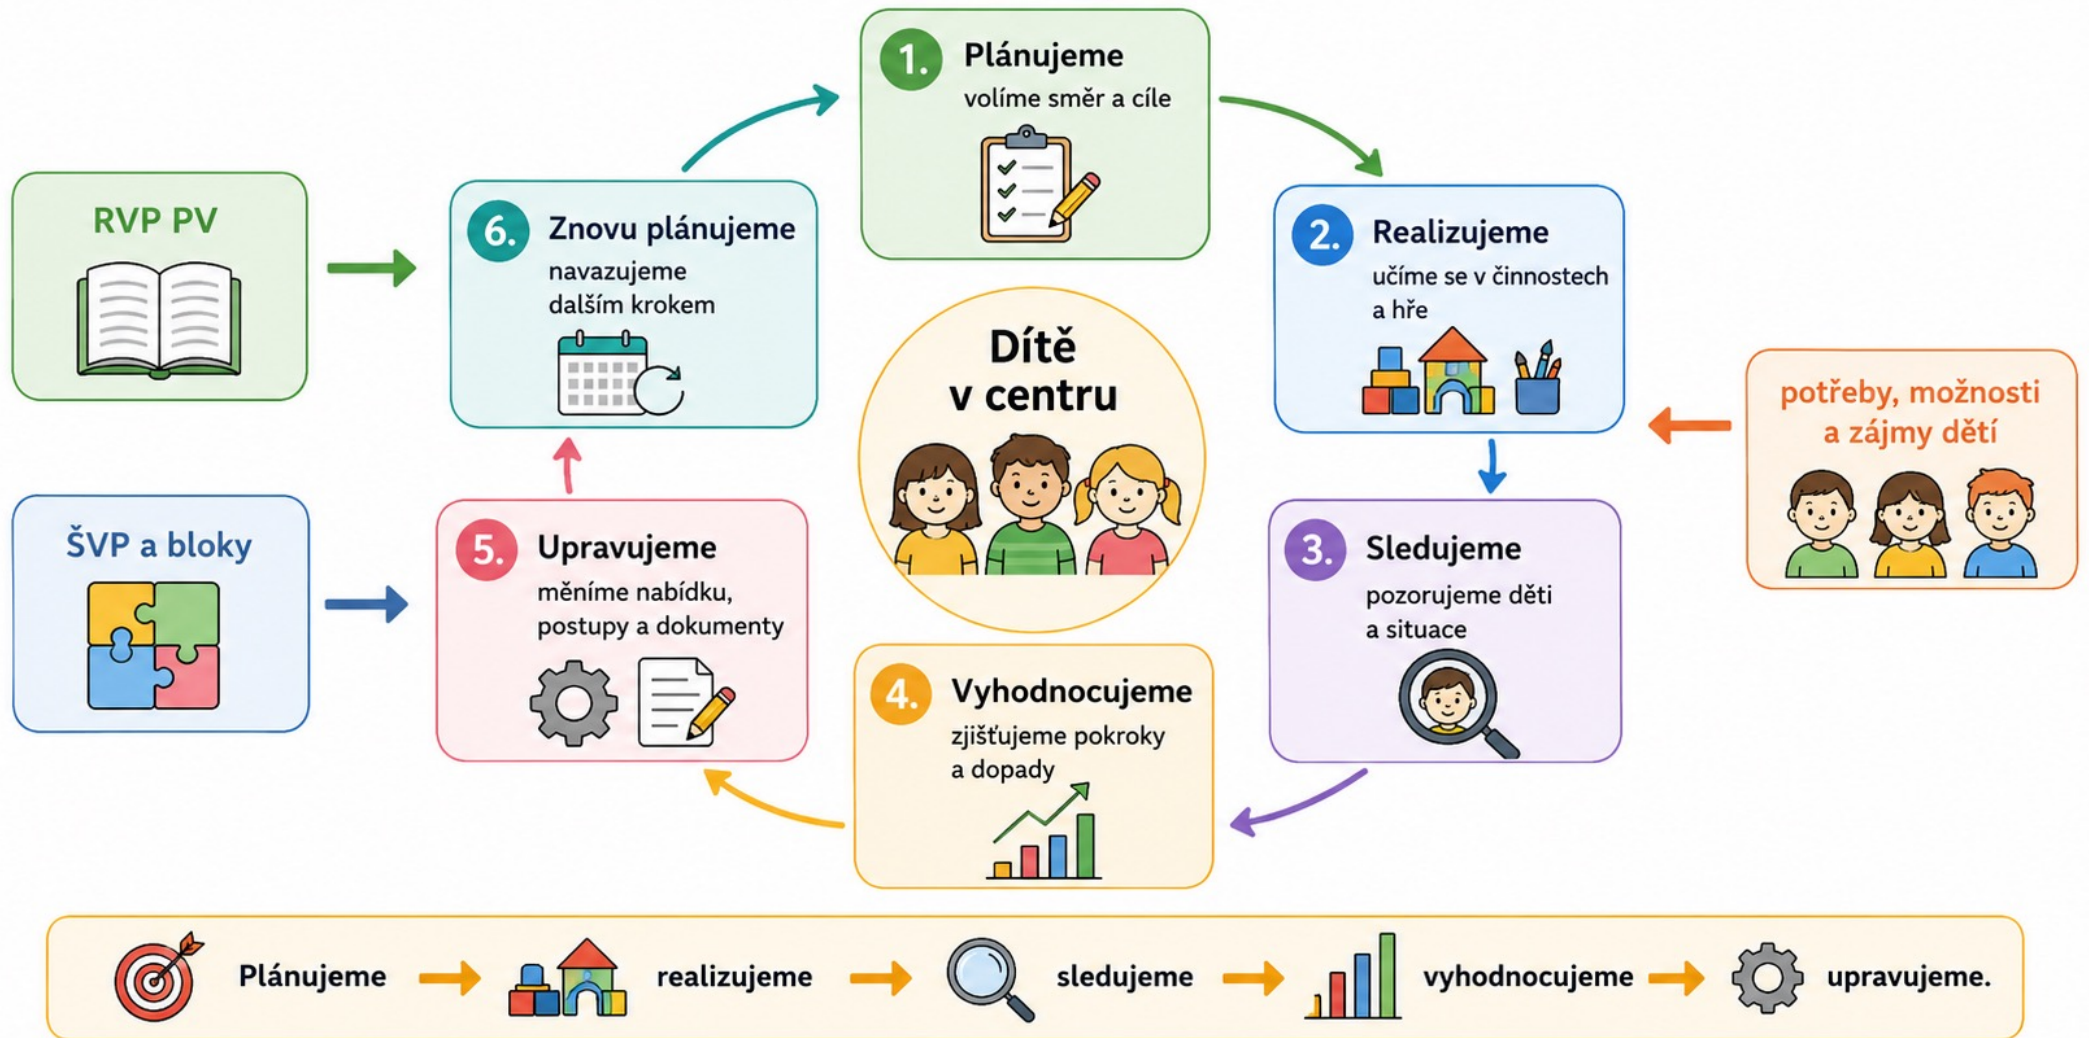 1.
Plánujeme
volíme směr a cíle
RVP PV
6.
Znovu plánujeme
navazujeme
dalším krokem
2.
Realizujeme
učíme se v činnostech
a hře
Dítě
v centru
potřeby, možnosti
a zájmy dětí
ŠVP a bloky
5.
Upravujeme
měníme nabídku,
postupy a dokumenty
3.
Sledujeme
pozorujeme děti
a situace
4.
Vyhodnocujeme
zjišťujeme pokroky
a dopady
Plánujeme realizujeme sledujeme vyhodnocujeme upravujeme.